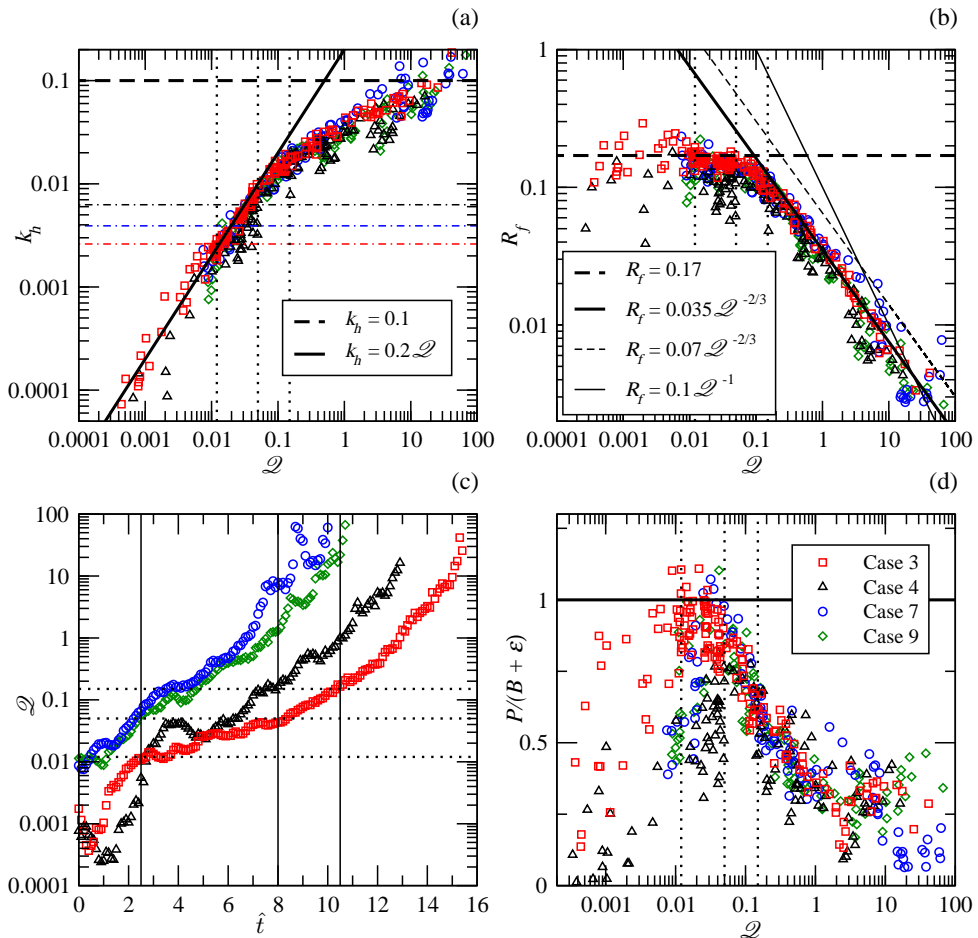 (a)
k_h
0.1
0.01
0.001
0.0001
0.0001 0.001 0.01 0.1 1 10 100
𝒬
k_h = 0.1
k_h = 0.2 𝒬
(b)
R_f
1
0.1
0.01
0.0001 0.001 0.01 0.1 1 10 100
𝒬
R_f = 0.17
R_f = 0.035 𝒬^{-2/3}
R_f = 0.07 𝒬^{-2/3}
R_f = 0.1 𝒬^{-1}
(c)
𝒬
100
10
1
0.1
0.01
0.001
0.0001
0 2 4 6 8 10 12 14 16
t̂
(d)
P/(B + ε)
1
0.5
0
0.001 0.01 0.1 1 10 100
𝒬
Case 3
Case 4
Case 7
Case 9